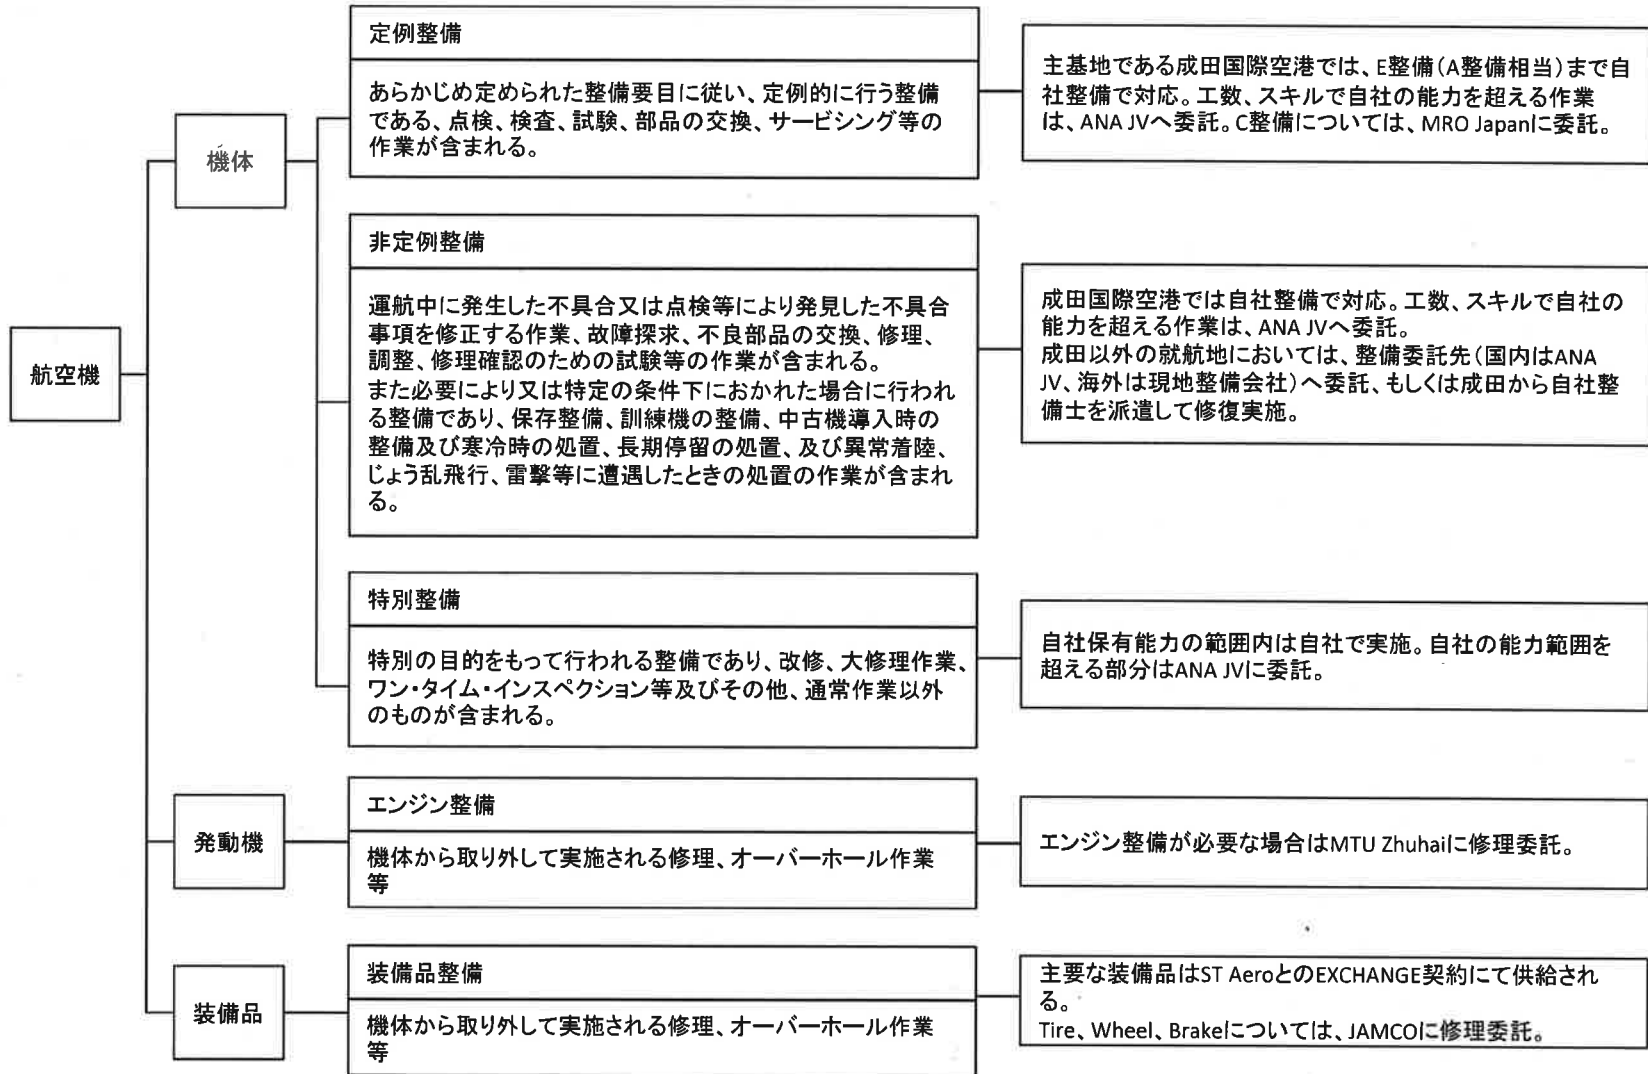 航空機
機体
定例整備
あらかじめ定められた整備要目に従い、定例的に行う整備
である、点検、検査、試験、部品の交換、サービシング等の
作業が含まれる。
主基地である成田国際空港では、E整備(A整備相当)まで自
社整備で対応。工数、スキルで自社の能力を超える作業
は、ANA JVへ委託。C整備については、MRO Japanに委託。
非定例整備
運航中に発生した不具合又は点検等により発見した不具合
事項を修正する作業、故障探求、不良部品の交換、修理、
調整、修理確認のための試験等の作業が含まれる。
また必要により又は特定の条件下におかれた場合に行われ
る整備であり、保存整備、訓練機の整備、中古機導入時の
整備及び寒冷時の処置、長期停留の処置、及び異常着陸、
じょう乱飛行、雷撃等に遭遇したときの処置の作業が含まれ
る。
成田国際空港では自社整備で対応。工数、スキルで自社の
能力を超える作業は、ANA JVへ委託。
成田以外の就航地においては、整備委託先(国内はANA
JV、海外は現地整備会社)へ委託、もしくは成田から自社整
備士を派遣して修復実施。
特別整備
特別の目的をもって行われる整備であり、改修、大修理作業、
ワン・タイム・インスペクション等及びその他、通常作業以外
のものが含まれる。
自社保有能力の範囲内は自社で実施。自社の能力範囲を
超える部分はANA JVに委託。
発動機
エンジン整備
機体から取り外して実施される修理、オーバーホール作業
等
エンジン整備が必要な場合はMTU Zhuhaiに修理委託。
装備品
装備品整備
機体から取り外して実施される修理、オーバーホール作業
等
主要な装備品はST AeroとのEXCHANGE契約にて供給され
る。
Tire、Wheel、Brakeについては、JAMCOに修理委託。